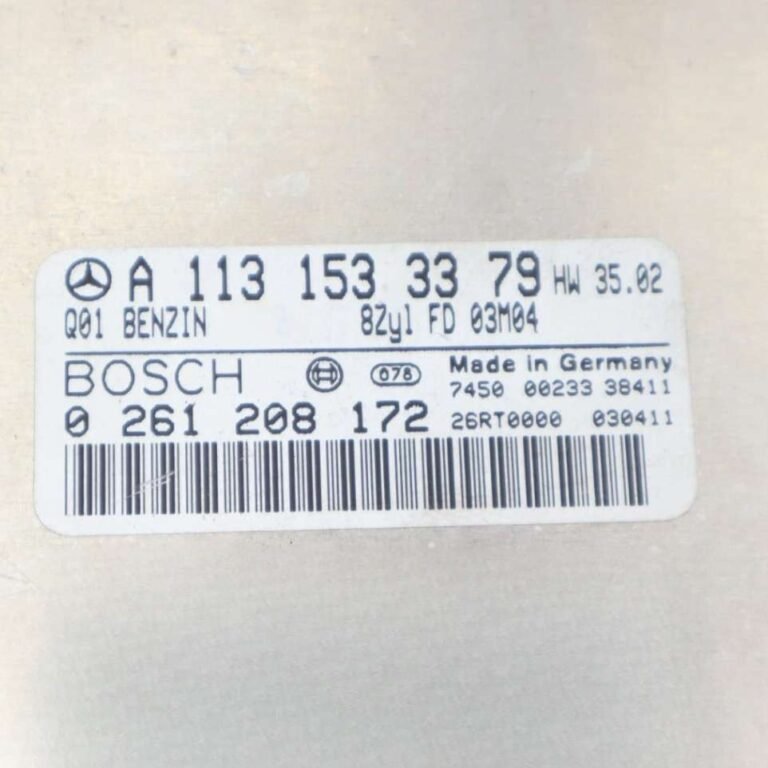 A 113 153 33 79 HW 35.02
Q01 BENZIN 8Zyl FD 03M04
BOSCH 078 Made in Germany
7450 00233 38411
0 261 208 172 26RT0000 030411